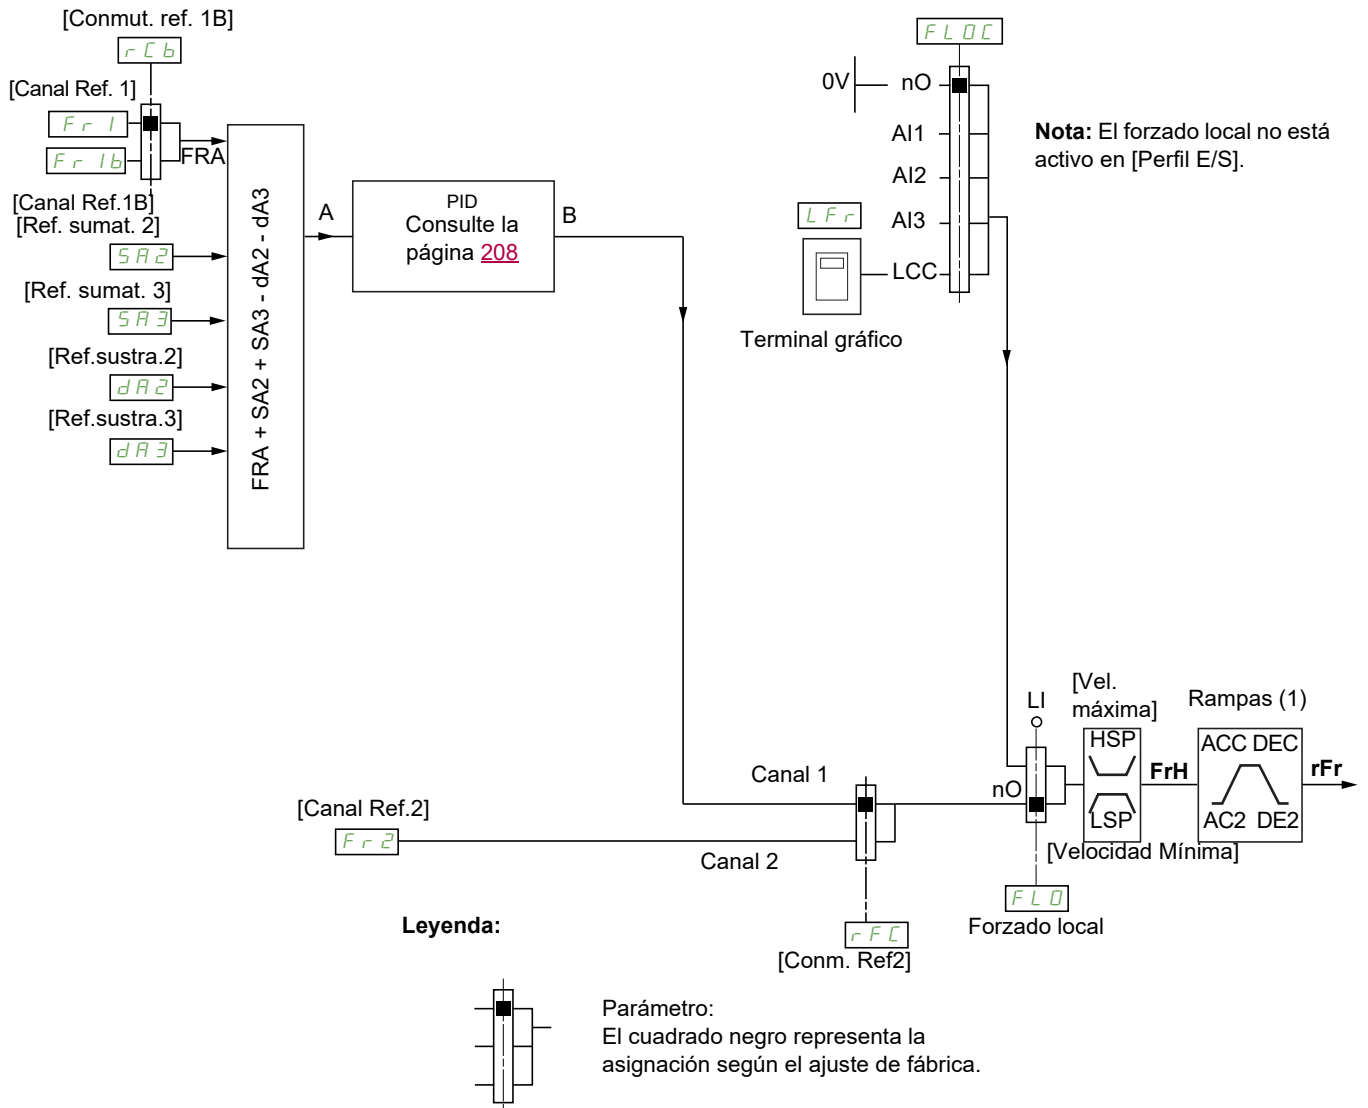 [Conmut. ref. 1B]
rCb
[Canal Ref. 1]
Fr1
Fr1b
FRA
[Canal Ref.1B]
[Ref. sumat. 2]
SA2
[Ref. sumat. 3]
SA3
[Ref.sustra.2]
dA2
[Ref.sustra.3]
dA3
FRA + SA2 + SA3 - dA2 - dA3
A
PID
Consulte la
página 208
B
FLOC
0V
nO
AI1
AI2
AI3
LFr
LCC
Terminal gráfico
Nota: El forzado local no está
activo en [Perfil E/S].
[Canal Ref.2]
Fr2
Canal 1
Canal 2
rFC
[Conm. Ref2]
LI
nO
FLO
Forzado local
[Vel.
máxima]
HSP
LSP
[Velocidad Mínima]
FrH
Rampas (1)
ACC DEC
AC2 DE2
rFr
Leyenda:
Parámetro:
El cuadrado negro representa la
asignación según el ajuste de fábrica.